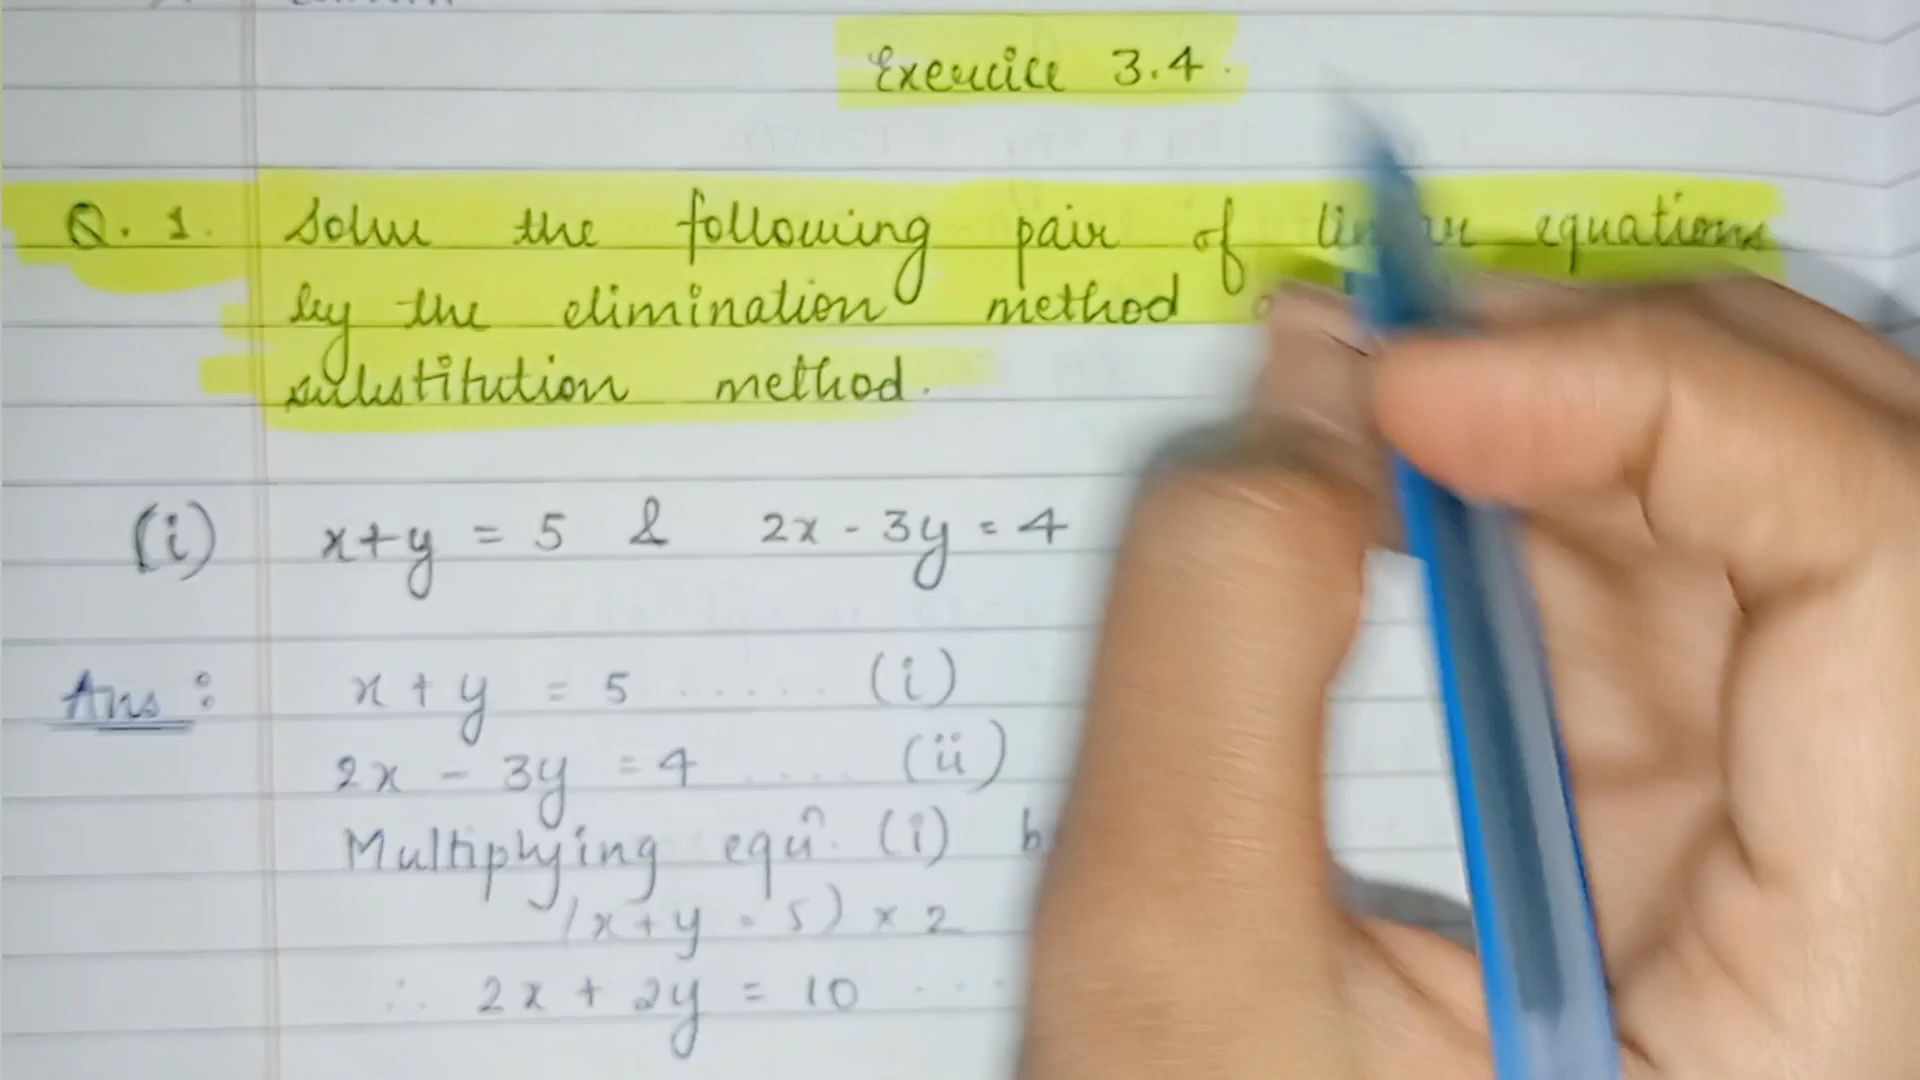 Exercise 3.4.
Q. 1. Solve the following pair of linear equations
by the elimination method
substitution method.
(i) x+y = 5 & 2x - 3y = 4
Ans : x + y = 5 ..... (i)
2x - 3y = 4 .... (ii)
Multiplying equn. (i)
(x+y = 5) × 2
∴ 2x + 2y = 10 ...